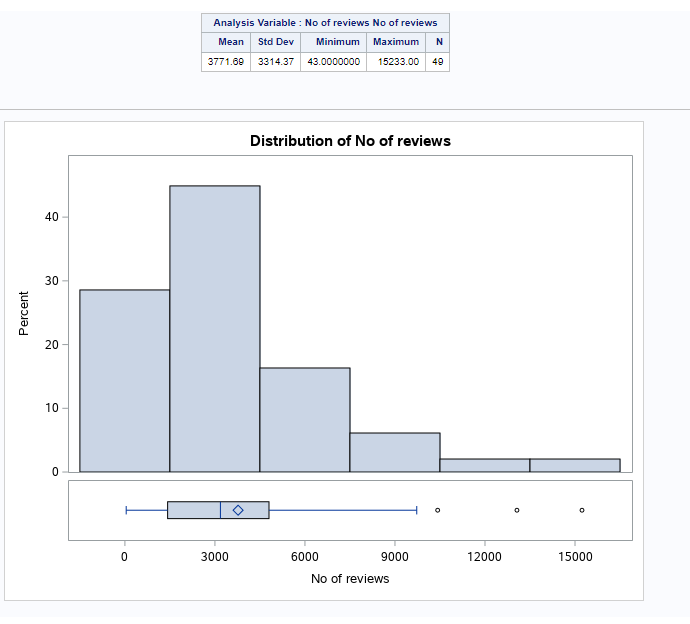 Analysis Variable : No of reviews No of reviews
Mean Std Dev Minimum Maximum N
3771.69 3314.37 43.0000000 15233.00 49
Distribution of No of reviews
40
30
20
10
0
Percent
0 3000 6000 9000 12000 15000
No of reviews